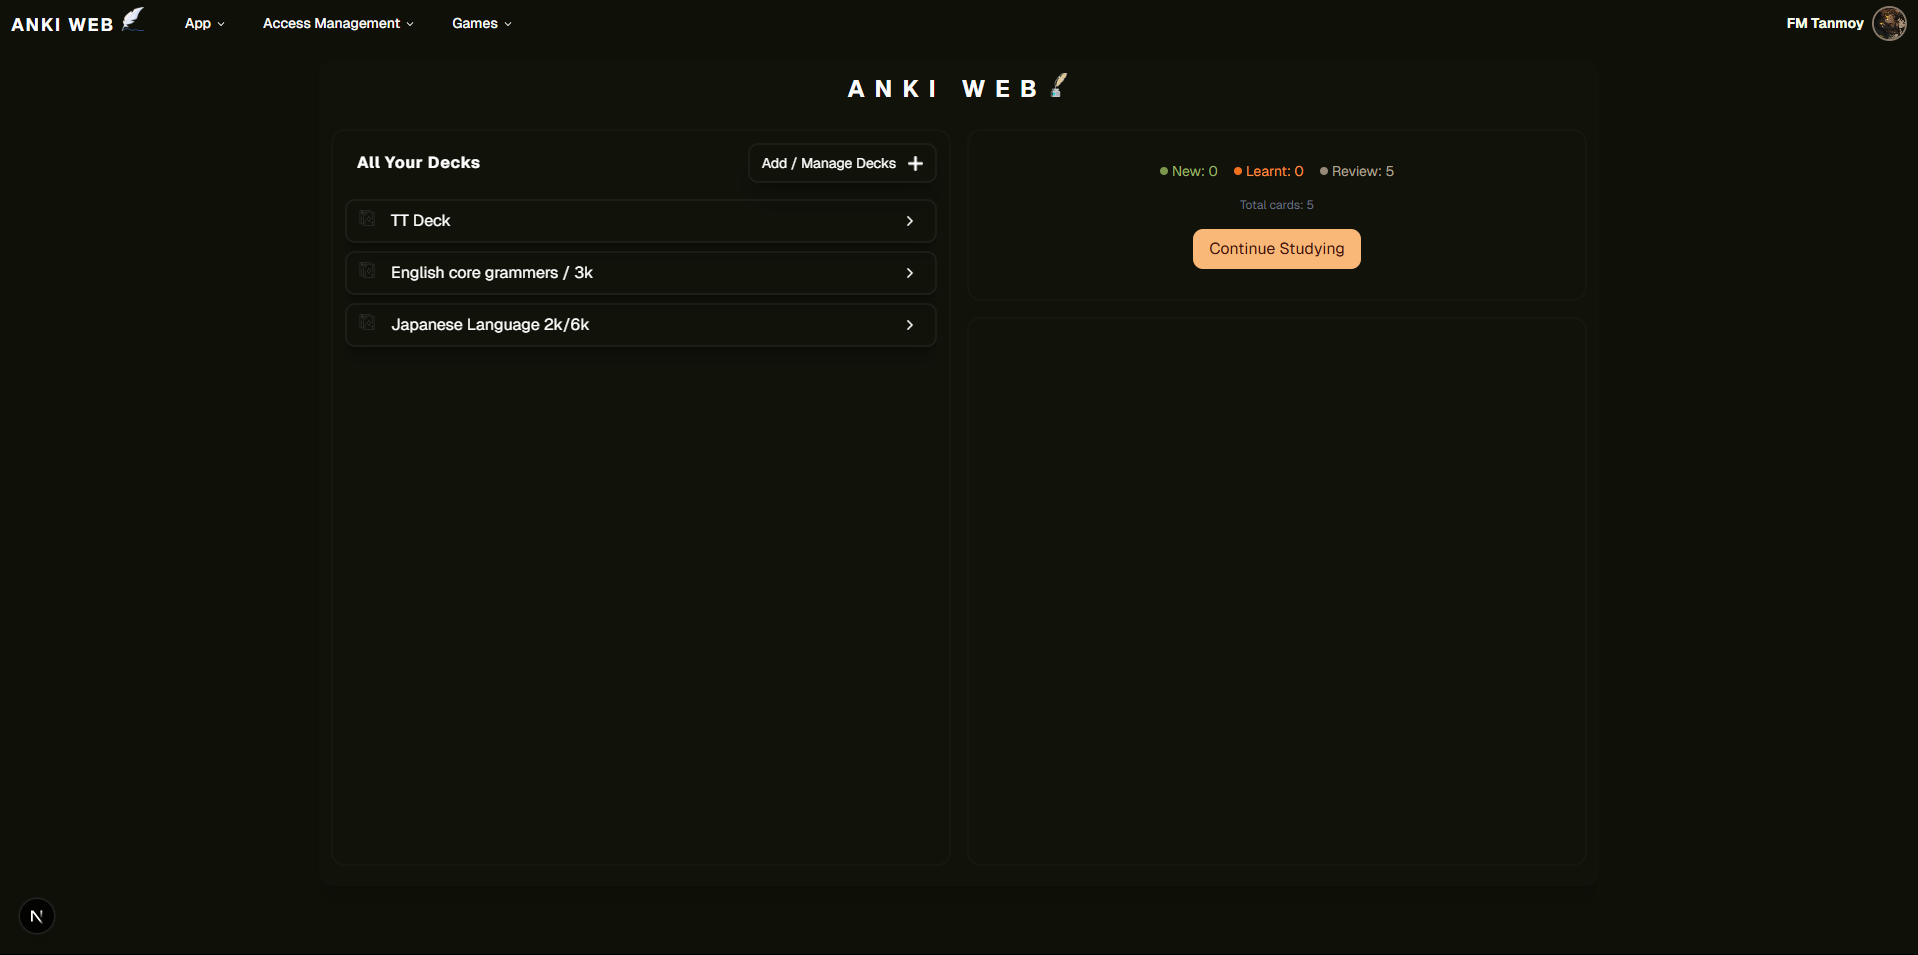 ANKI WEB
App
Access Management
Games
FM Tanmoy
ANKI WEB
All Your Decks
Add / Manage Decks
TT Deck
English core grammers / 3k
Japanese Language 2k/6k
New: 0 Learnt: 0 Review: 5
Total cards: 5
Continue Studying
N